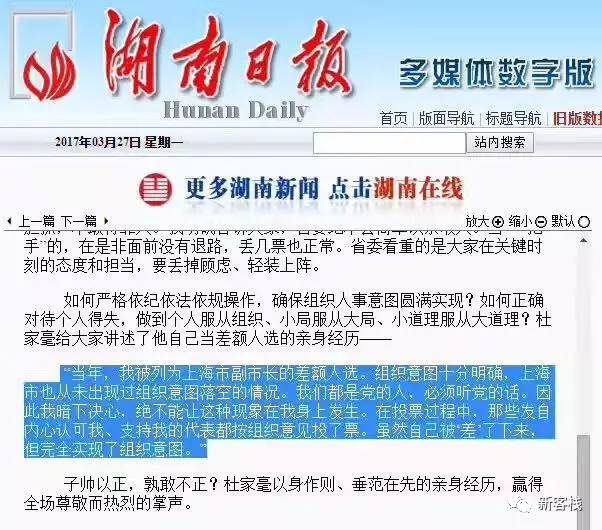 湖南日报
Hunan Daily
多媒体数字版
首页 | 版面导航 | 标题导航 | 旧版数
2017年03月27日 星期一
站内搜索
更多湖南新闻 点击湖南在线
上一篇 下一篇
放大 缩小 默认
手”的，在是非面前没有退路，丢几票也正常。省委看重的是大家在关键时
刻的态度和担当，要丢掉顾虑、轻装上阵。
如何严格依纪依法依规操作，确保组织人事意图圆满实现？如何正确
对待个人得失，做到个人服从组织、小局服从大局、小道理服从大道理？杜
家毫给大家讲述了他自己当差额人选的亲身经历——
“当年，我被列为上海市副市长的差额人选。组织意图十分明确，上海
市也从未出现过组织意图落空的情况。我们都是党的人，必须听党的话。因
此我暗下决心，绝不能让这种现象在我身上发生。在投票过程中，那些发自
内心认可我、支持我的代表都按组织意见投了票。虽然自己被‘差’了下来，
但完全实现了组织意图。”
子帅以正，孰敢不正？杜家毫以身作则、垂范在先的亲身经历，赢得
全场尊敬而热烈的掌声。
新客栈